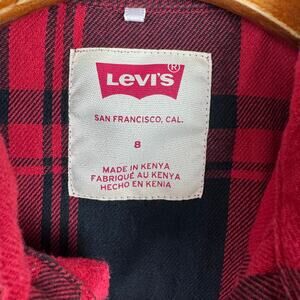 LEVI'S®
SAN FRANCISCO, CAL.
8
MADE IN KENYA
FABRIQUÉ AU KENYA
HECHO EN KENIA